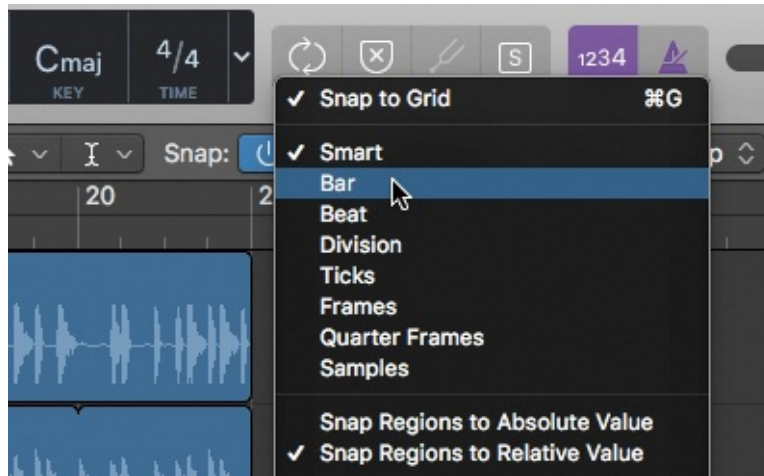 Cmaj
KEY
4/4
TIME
S
1234
Snap to Grid ⌘G
Snap:
Smart
Bar
Beat
Division
Ticks
Frames
Quarter Frames
Samples
Snap Regions to Absolute Value
Snap Regions to Relative Value
20
2
p